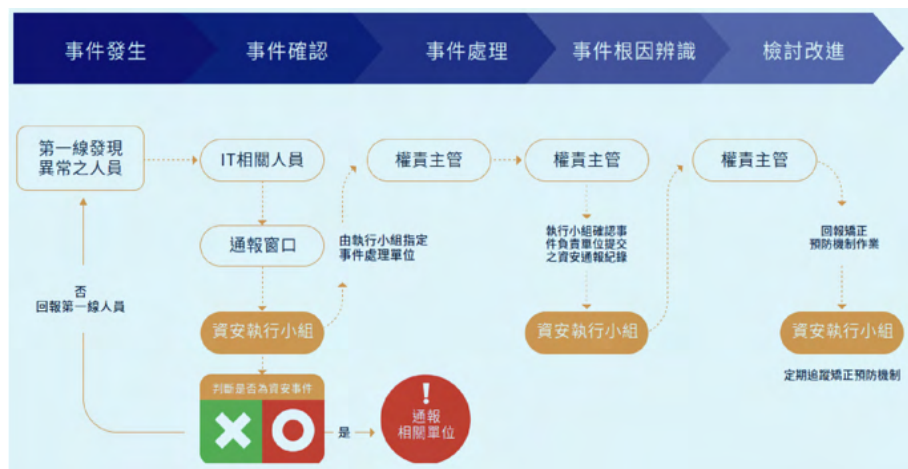 事件發生
事件確認
事件處理
事件根因辨識
檢討改進
第一線發現
異常之人員
IT相關人員
通報窗口
資安執行小組
判斷是否為資安事件
否
回報第一線人員
是
!
通報
相關單位
由執行小組指定
事件處理單位
權責主管
權責主管
執行小組確認事
件負責單位提交
之資安通報紀錄
資安執行小組
權責主管
回報矯正
預防機制作業
資安執行小組
定期追蹤矯正預防機制